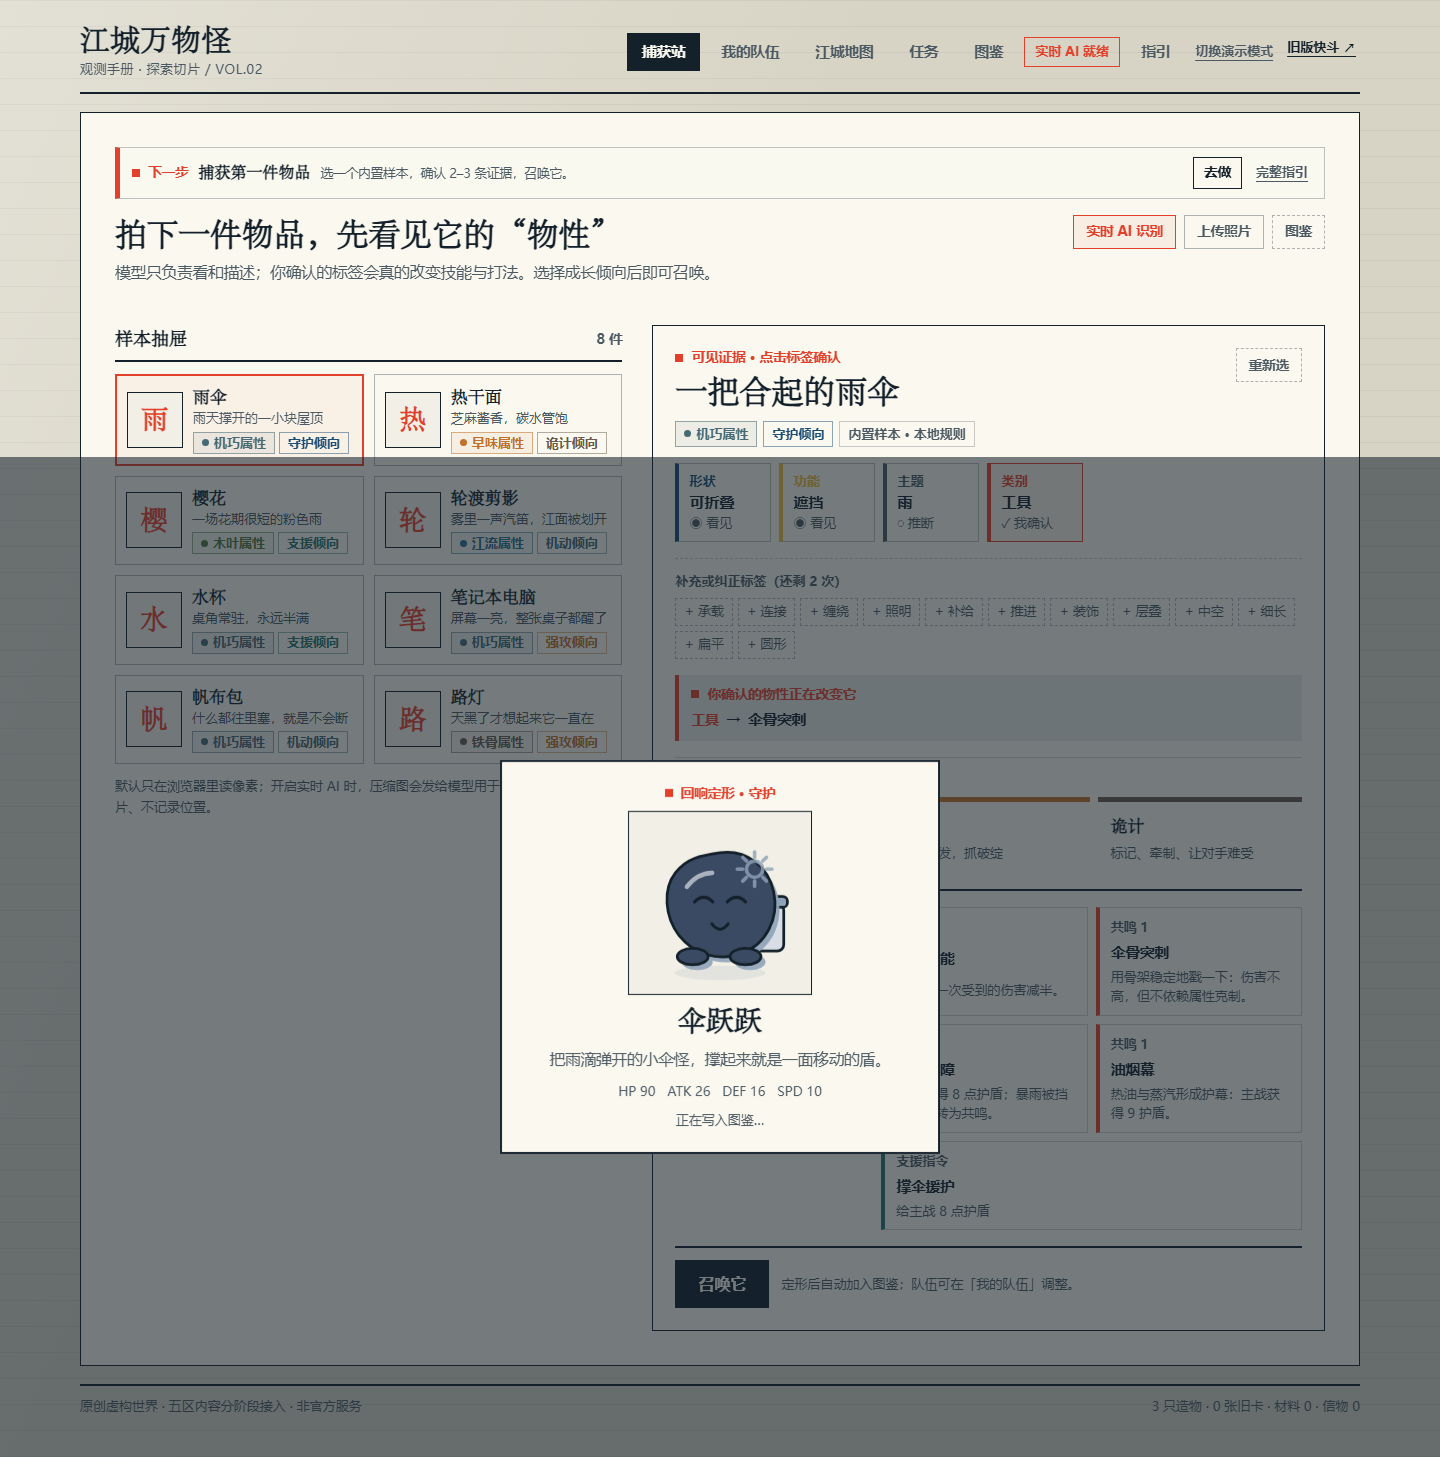 江城万物怪
观测手册 · 探索切片 / VOL.02
捕获站 我的队伍 江城地图 任务 图鉴 实时 AI 就绪 指引 切换演示模式 旧版快斗 ↗
下一步 捕获第一件物品 选一个内置样本，确认 2–3 条证据，召唤它。
去做 完整指引
拍下一件物品，先看见它的“物性”
实时 AI 识别 上传照片 图鉴
模型只负责看和描述；你确认的标签会真的改变技能与打法。选择成长倾向后即可召唤。
样本抽屉 8 件
雨
雨伞
雨天撑开的一小块屋顶
机巧属性 守护倾向
热
热干面
芝麻酱香，碳水管饱
早味属性 诡计倾向
樱
樱花
一场花期很短的粉色雨
木叶属性 支援倾向
轮
轮渡剪影
雾里一声汽笛，江面被划开
江流属性 机动倾向
水
水杯
桌角常驻，永远半满
机巧属性 支援倾向
笔
笔记本电脑
屏幕一亮，整张桌子都醒了
机巧属性 强攻倾向
帆
帆布包
什么都往里塞，就是不会断
机巧属性 机动倾向
路
路灯
天黑了才想起来它一直在
铁骨属性 强攻倾向
默认只在浏览器里读像素；开启实时 AI 时，压缩图会发给模型用于
片、不记录位置。
可见证据 • 点击标签确认
一把合起的雨伞
重新选
机巧属性 守护倾向 内置样本 • 本地规则
形状
可折叠
◉ 看见
功能
遮挡
◉ 看见
主题
雨
○ 推断
类别
工具
✓ 我确认
补充或纠正标签（还剩 2 次）
+ 承载 + 连接 + 缠绕 + 照明 + 补给 + 推进 + 装饰 + 层叠 + 中空 + 细长
+ 扁平 + 圆形
你确认的物性正在改变它
工具 → 伞骨突刺
发，抓破绽
诡计
标记、牵制、让对手难受
能
一次受到的伤害减半。
共鸣 1
伞骨突刺
用骨架稳定地戳一下：伤害不
高，但不依赖属性克制。
障
得 8 点护盾；暴雨被挡
转为共鸣。
共鸣 1
油烟幕
热油与蒸汽形成护幕：主战获
得 9 护盾。
支援指令
撑伞援护
给主战 8 点护盾
召唤它 定形后自动加入图鉴；队伍可在「我的队伍」调整。
回响定形 • 守护
伞跃跃
把雨滴弹开的小伞怪，撑起来就是一面移动的盾。
HP 90 ATK 26 DEF 16 SPD 10
正在写入图鉴…
原创虚构世界 · 五区内容分阶段接入 · 非官方服务
3 只造物 · 0 张旧卡 · 材料 0 · 信物 0